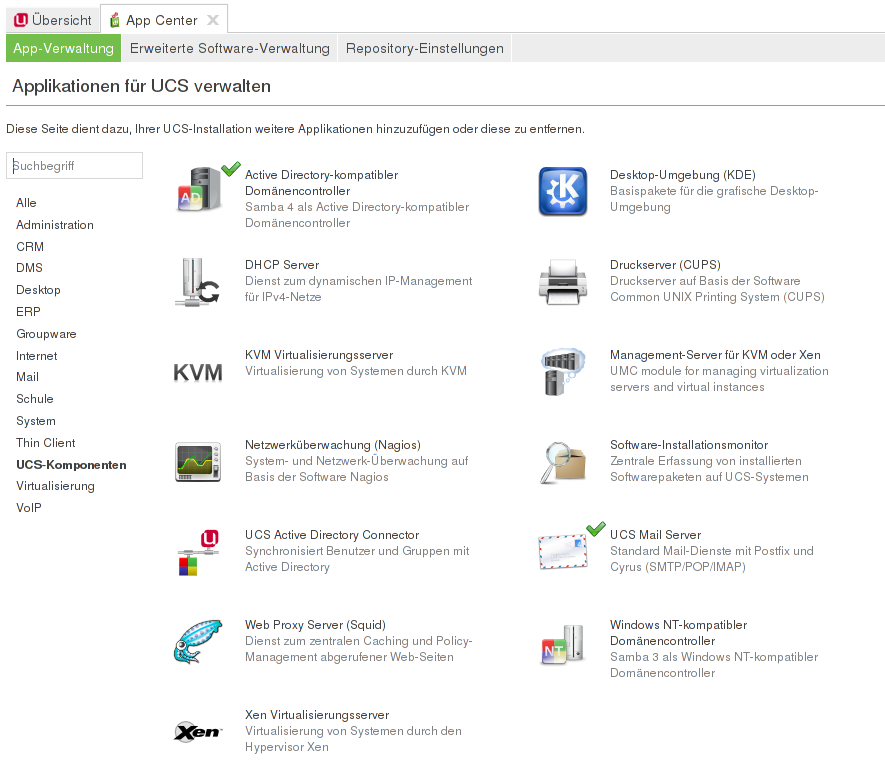 Übersicht
App Center
App-Verwaltung
Erweiterte Software-Verwaltung
Repository-Einstellungen
Applikationen für UCS verwalten
Diese Seite dient dazu, Ihrer UCS-Installation weitere Applikationen hinzuzufügen oder diese zu entfernen.
Suchbegriff
Alle
Administration
CRM
DMS
Desktop
ERP
Groupware
Internet
Mail
Schule
System
Thin Client
UCS-Komponenten
Virtualisierung
VoIP
AD
Active Directory-kompatibler
Domänencontroller
Samba 4 als Active Directory-kompatibler
Domänencontroller
K
Desktop-Umgebung (KDE)
Basispakete für die grafische Desktop-
Umgebung
DHCP Server
Dienst zum dynamischen IP-Management
für IPv4-Netze
Druckserver (CUPS)
Druckserver auf Basis der Software
Common UNIX Printing System (CUPS)
KVM
KVM Virtualisierungsserver
Virtualisierung von Systemen durch KVM
Management-Server für KVM oder Xen
UMC module for managing virtualization
servers and virtual instances
Netzwerküberwachung (Nagios)
System- und Netzwerk-Überwachung auf
Basis der Software Nagios
Software-Installationsmonitor
Zentrale Erfassung von installierten
Softwarepaketen auf UCS-Systemen
UCS Active Directory Connector
Synchronisiert Benutzer und Gruppen mit
Active Directory
UCS Mail Server
Standard Mail-Dienste mit Postfix und
Cyrus (SMTP/POP/IMAP)
Web Proxy Server (Squid)
Dienst zum zentralen Caching und Policy-
Management abgerufener Web-Seiten
NT
Windows NT-kompatibler
Domänencontroller
Samba 3 als Windows NT-kompatibler
Domänencontroller
Xen
Xen Virtualisierungsserver
Virtualisierung von Systemen durch den
Hypervisor Xen